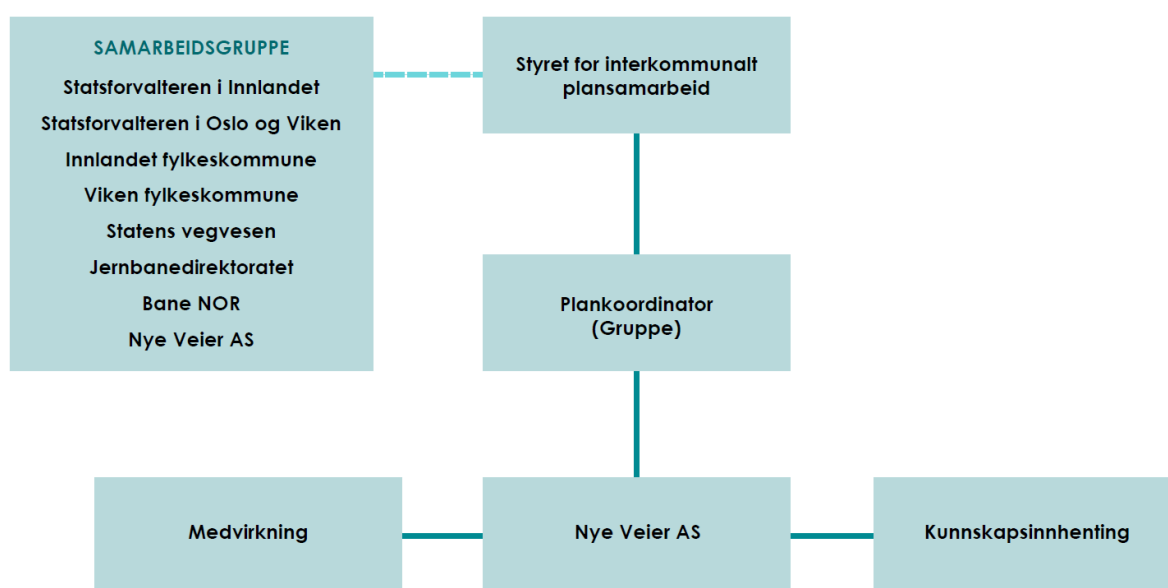 SAMARBEIDSGRUPPE
Statsforvalteren i Innlandet
Statsforvalteren i Oslo og Viken
Innlandet fylkeskommune
Viken fylkeskommune
Statens vegvesen
Jernbanedirektoratet
Bane NOR
Nye Veier AS
Styret for interkommunalt
plansamarbeid
Plankoordinator
(Gruppe)
Medvirkning
Nye Veier AS
Kunnskapsinnhenting